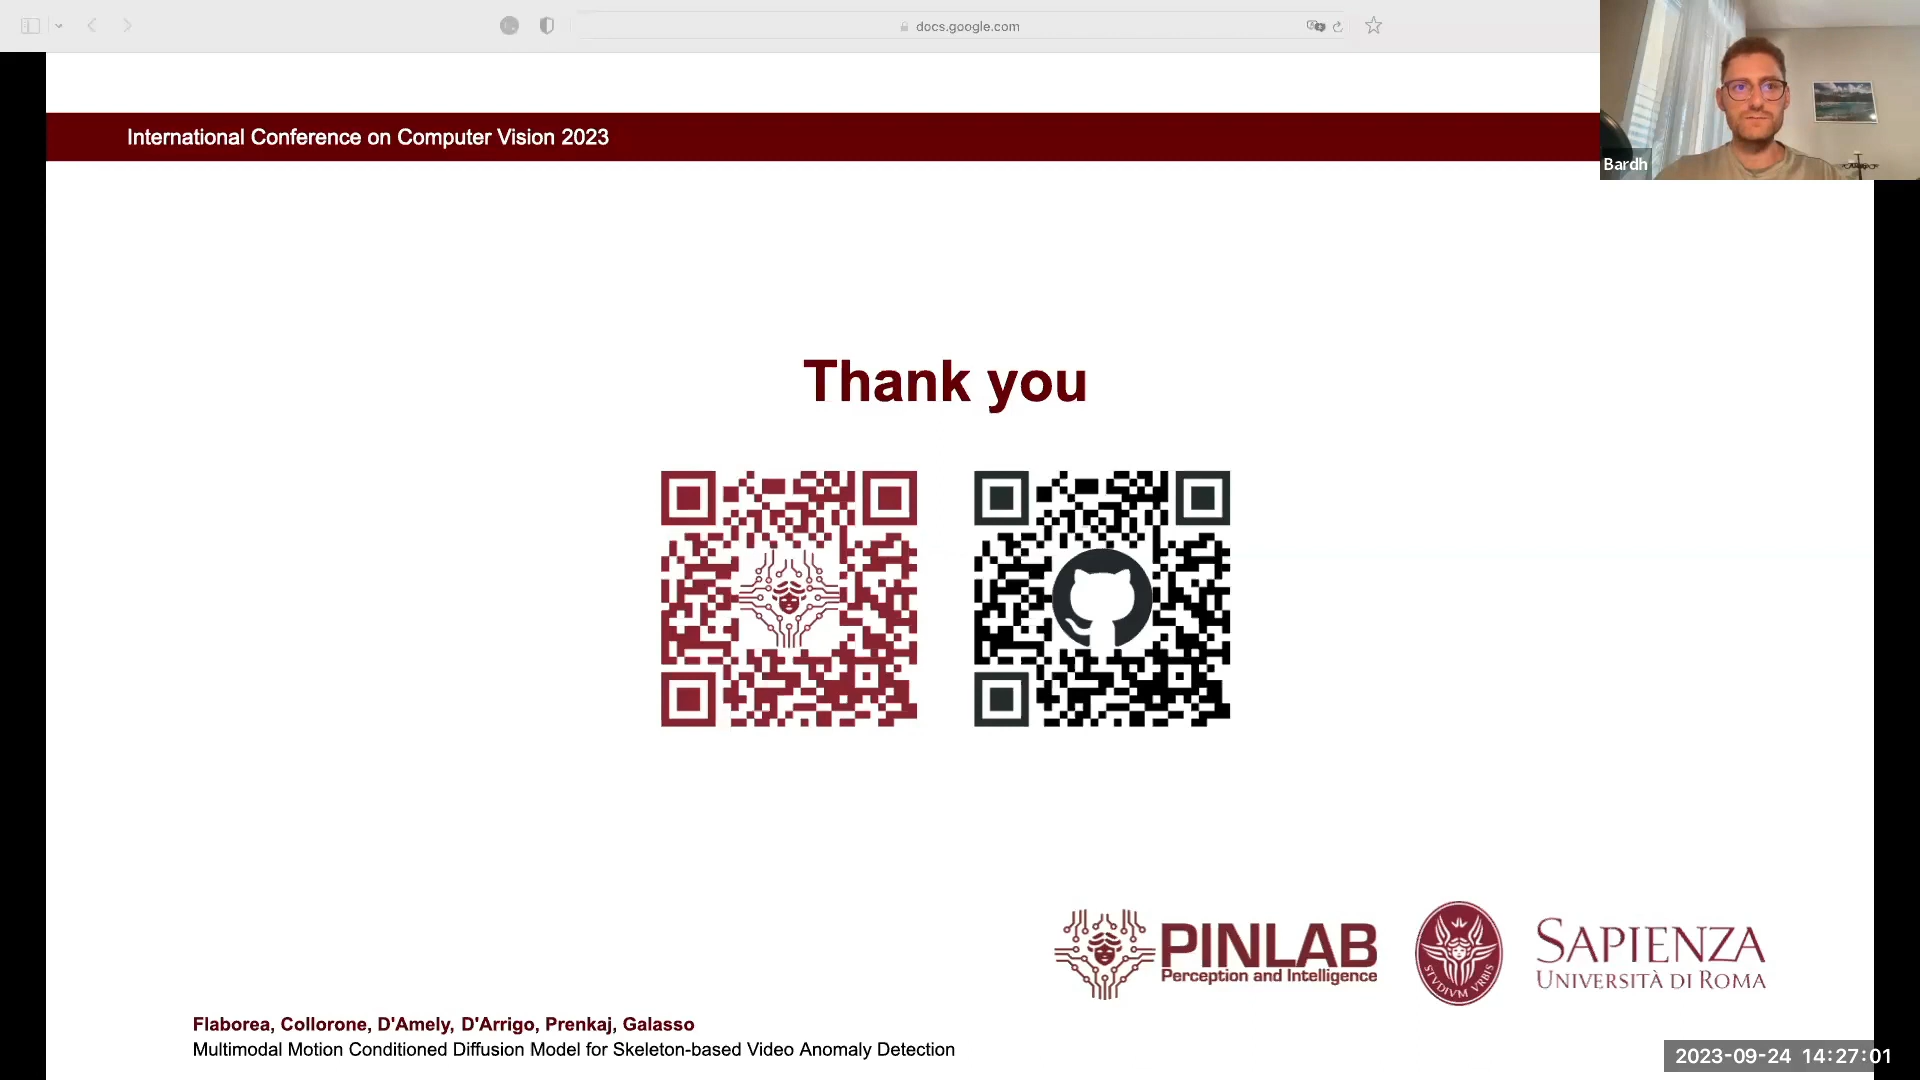 docs.google.com
International Conference on Computer Vision 2023
Bardh
Thank you
PINLAB
Perception and Intelligence
STVDIVM VRBIS
SAPIENZA
UNIVERSITÀ DI ROMA
Flaborea, Collorone, D'Amely, D'Arrigo, Prenkaj, Galasso
Multimodal Motion Conditioned Diffusion Model for Skeleton-based Video Anomaly Detection
2023-09-24 14:27:01